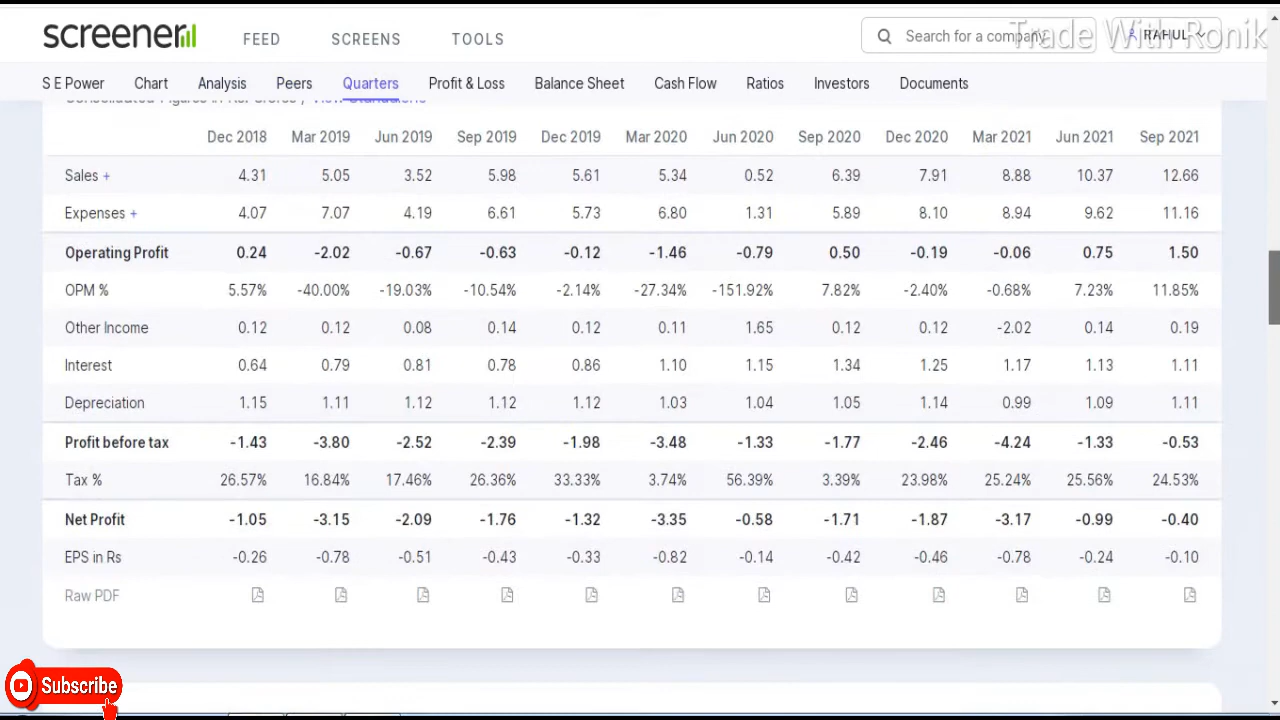 screener FEED SCREENS TOOLS Search for a company RAHUL
Trade With Ronik
S E Power Chart Analysis Peers Quarters Profit & Loss Balance Sheet Cash Flow Ratios Investors Documents
Consolidated Figures in Rs. Crores / View Standalone
Dec 2018 Mar 2019 Jun 2019 Sep 2019 Dec 2019 Mar 2020 Jun 2020 Sep 2020 Dec 2020 Mar 2021 Jun 2021 Sep 2021
Sales + 4.31 5.05 3.52 5.98 5.61 5.34 0.52 6.39 7.91 8.88 10.37 12.66
Expenses + 4.07 7.07 4.19 6.61 5.73 6.80 1.31 5.89 8.10 8.94 9.62 11.16
Operating Profit 0.24 -2.02 -0.67 -0.63 -0.12 -1.46 -0.79 0.50 -0.19 -0.06 0.75 1.50
OPM % 5.57% -40.00% -19.03% -10.54% -2.14% -27.34% -151.92% 7.82% -2.40% -0.68% 7.23% 11.85%
Other Income 0.12 0.12 0.08 0.14 0.12 0.11 1.65 0.12 0.12 -2.02 0.14 0.19
Interest 0.64 0.79 0.81 0.78 0.86 1.10 1.15 1.34 1.25 1.17 1.13 1.11
Depreciation 1.15 1.11 1.12 1.12 1.12 1.03 1.04 1.05 1.14 0.99 1.09 1.11
Profit before tax -1.43 -3.80 -2.52 -2.39 -1.98 -3.48 -1.33 -1.77 -2.46 -4.24 -1.33 -0.53
Tax % 26.57% 16.84% 17.46% 26.36% 33.33% 3.74% 56.39% 3.39% 23.98% 25.24% 25.56% 24.53%
Net Profit -1.05 -3.15 -2.09 -1.76 -1.32 -3.35 -0.58 -1.71 -1.87 -3.17 -0.99 -0.40
EPS in Rs -0.26 -0.78 -0.51 -0.43 -0.33 -0.82 -0.14 -0.42 -0.46 -0.78 -0.24 -0.10
Raw PDF
Subscribe